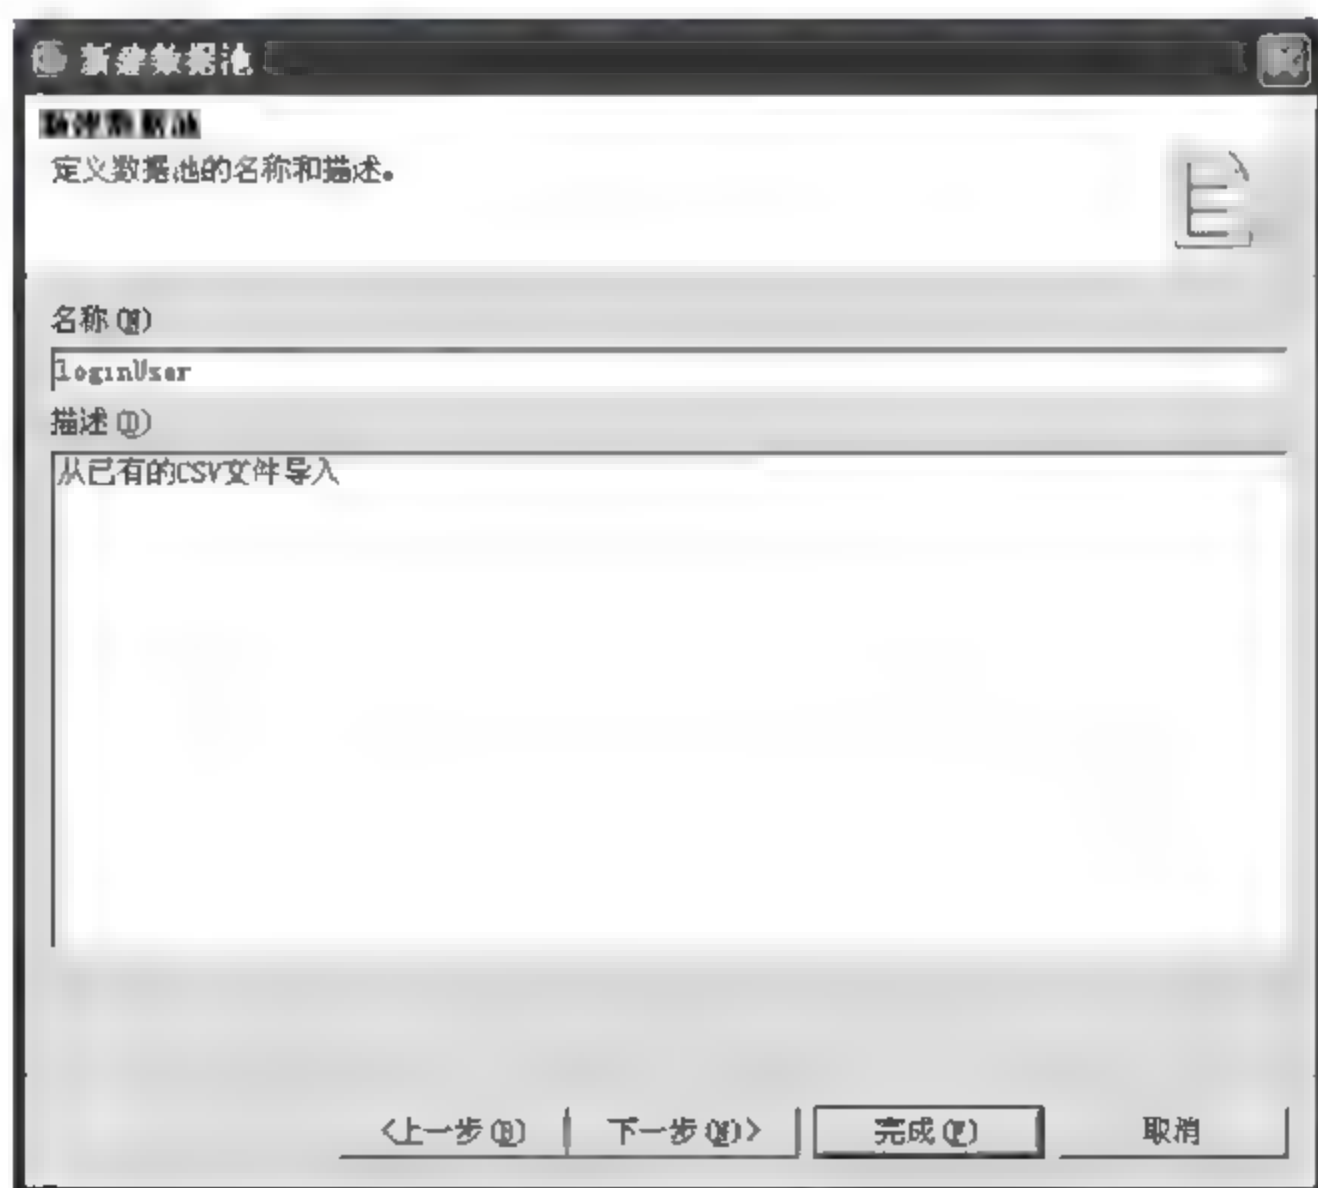 新建数据池
新建数据池
定义数据池的名称和描述。
名称(N)
loginUser
描述(D)
从已有的CSV文件导入
<上一步(B)
下一步(N)>
完成(F)
取消